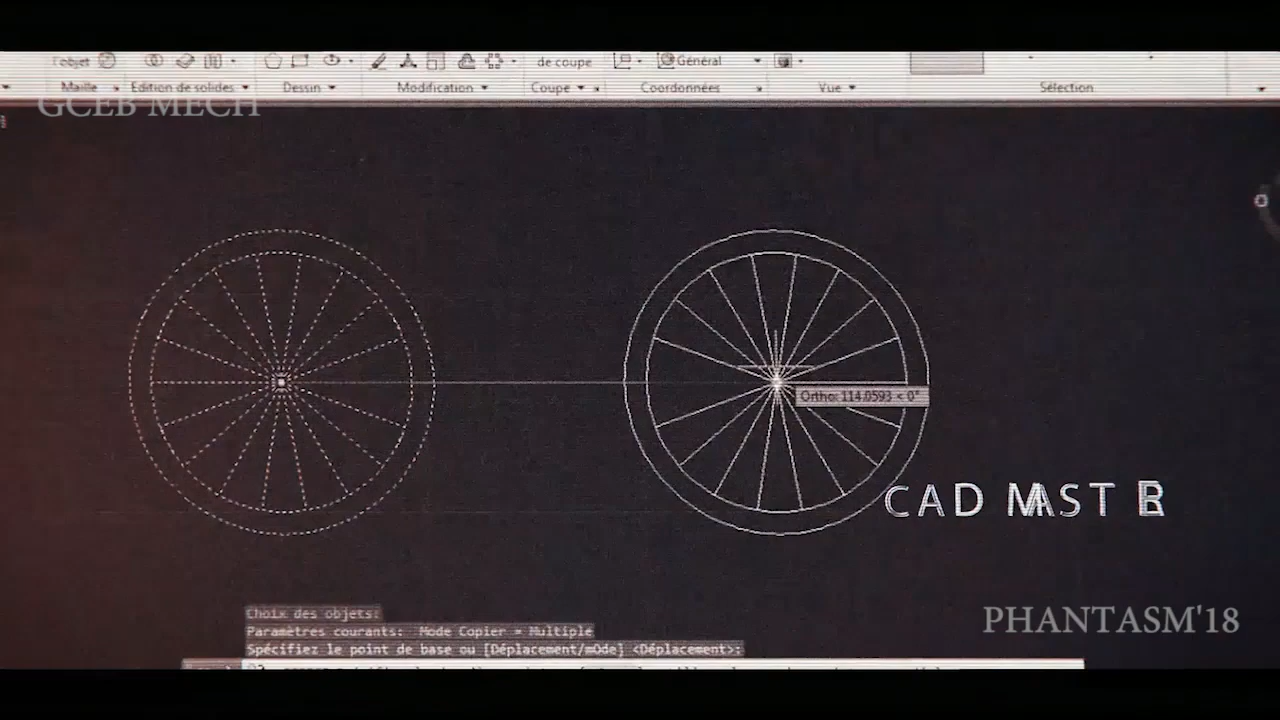 l'objet
de coupe
Général
Maille
Edition de solides
Dessin
Modification
Coupe
Coordonnées
Vue
Sélection
GCEB MECH
Ortho: 114.0593 < 0°
CAD MAST R
PHANTASM'18
Choix des objets:
Paramètres courants:  Mode Copier = Multiple
Spécifiez le point de base ou [Déplacement/mOde] <Déplacement>: